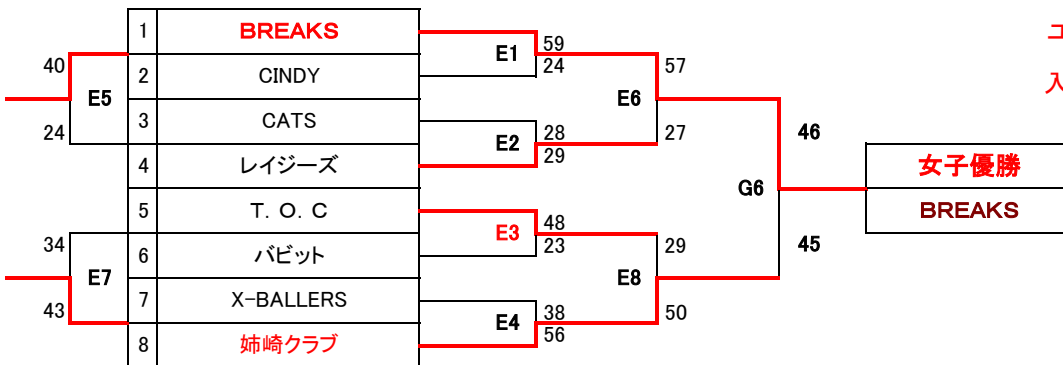 1 BREAKS
2 CINDY
3 CATS
4 レイジーズ
5 T. O. C
6 バビット
7 X-BALLERS
8 姉崎クラブ
40
E5
24
34
E7
43
E1
59
24
E2
28
29
E3
48
23
E4
38
56
57
E6
27
29
E8
50
46
G6
45
女子優勝
BREAKS
入